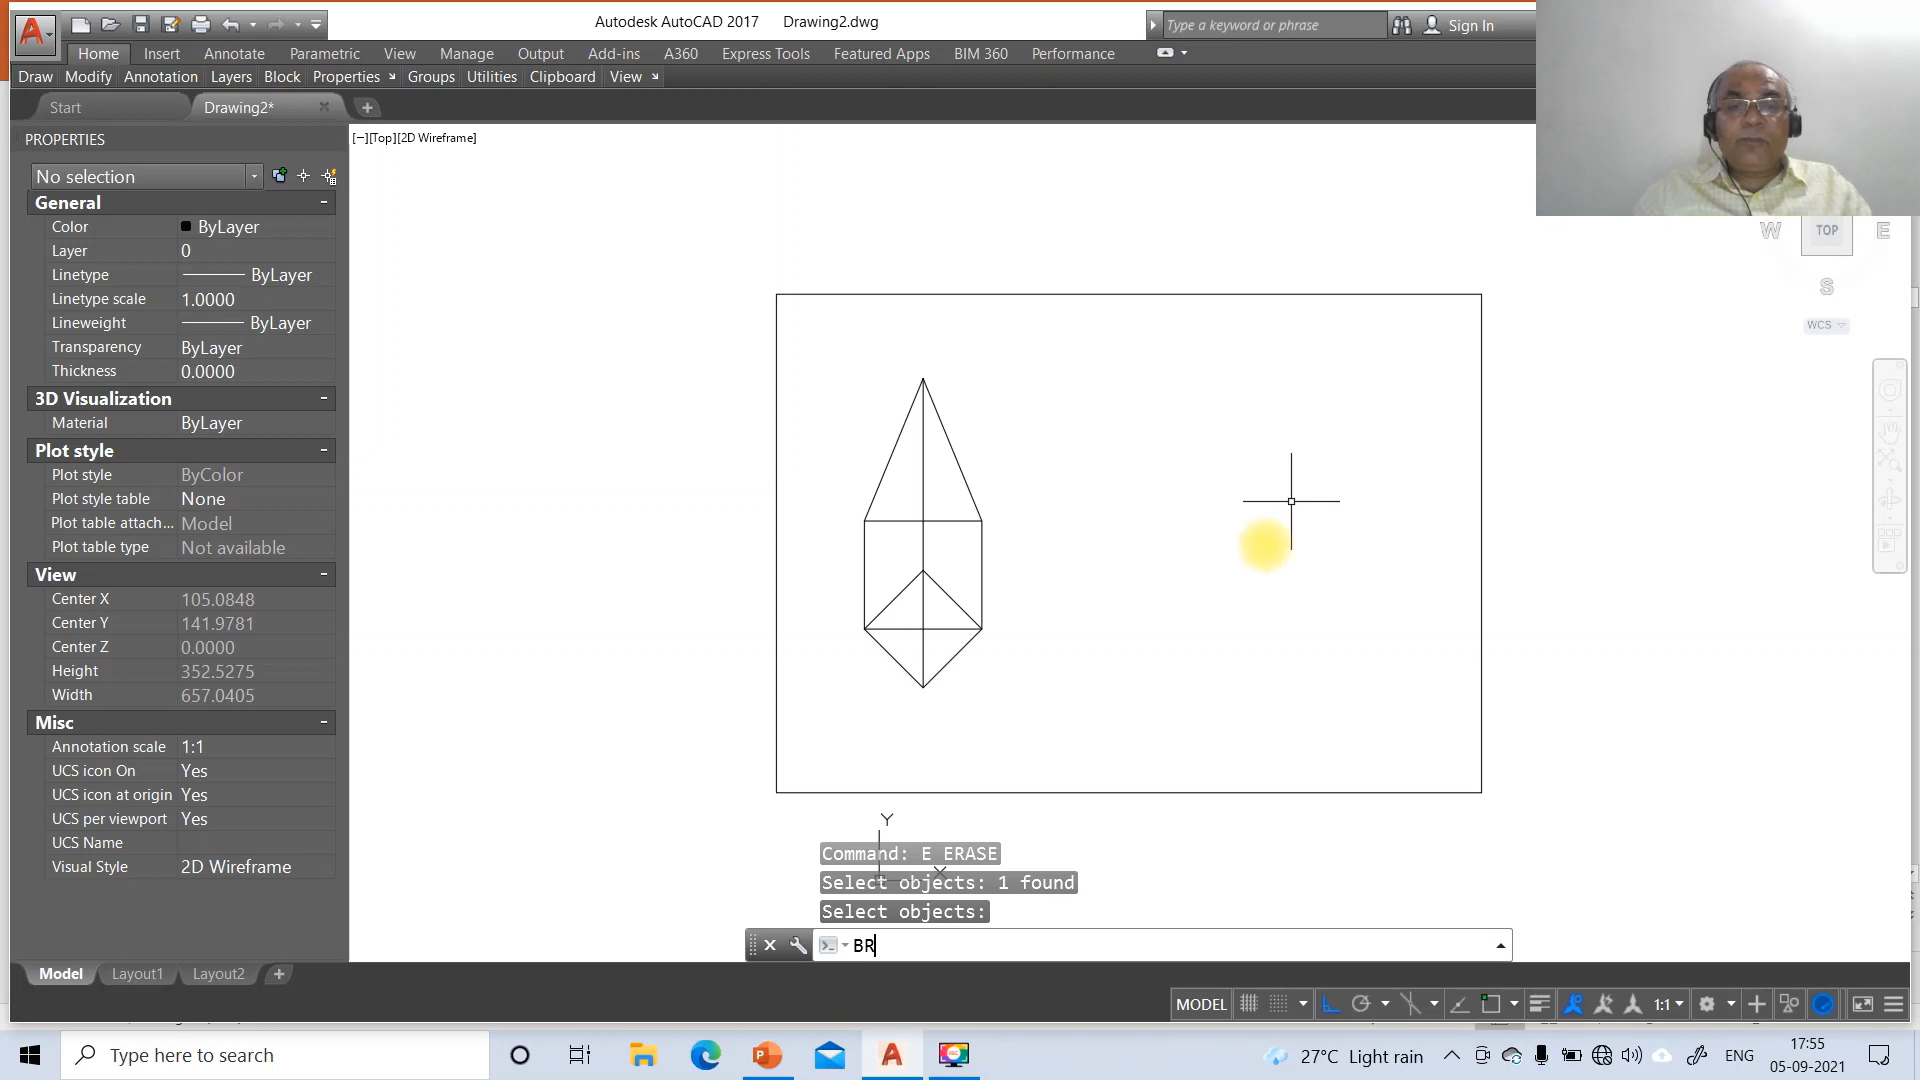 Autodesk AutoCAD 2017 Drawing2.dwg
Type a keyword or phrase
Sign In
Home Insert Annotate Parametric View Manage Output Add-ins A360 Express Tools Featured Apps BIM 360 Performance
Draw Modify Annotation Layers Block Properties Groups Utilities Clipboard View
Start
Drawing2*
PROPERTIES
[−][Top][2D Wireframe]
No selection
General
Color ByLayer
Layer 0
Linetype ByLayer
Linetype scale 1.0000
Lineweight ByLayer
Transparency ByLayer
Thickness 0.0000
3D Visualization
Material ByLayer
Plot style
Plot style ByColor
Plot style table None
Plot table attach... Model
Plot table type Not available
View
Center X 105.0848
Center Y 141.9781
Center Z 0.0000
Height 352.5275
Width 657.0405
Misc
Annotation scale 1:1
UCS icon On Yes
UCS icon at origin Yes
UCS per viewport Yes
UCS Name
Visual Style 2D Wireframe
W TOP E
S
WCS
Y
X
Command: E ERASE
Select objects: 1 found
Select objects:
BR
Model Layout1 Layout2
MODEL 1:1
Type here to search
27°C Light rain
ENG
17:55
05-09-2021